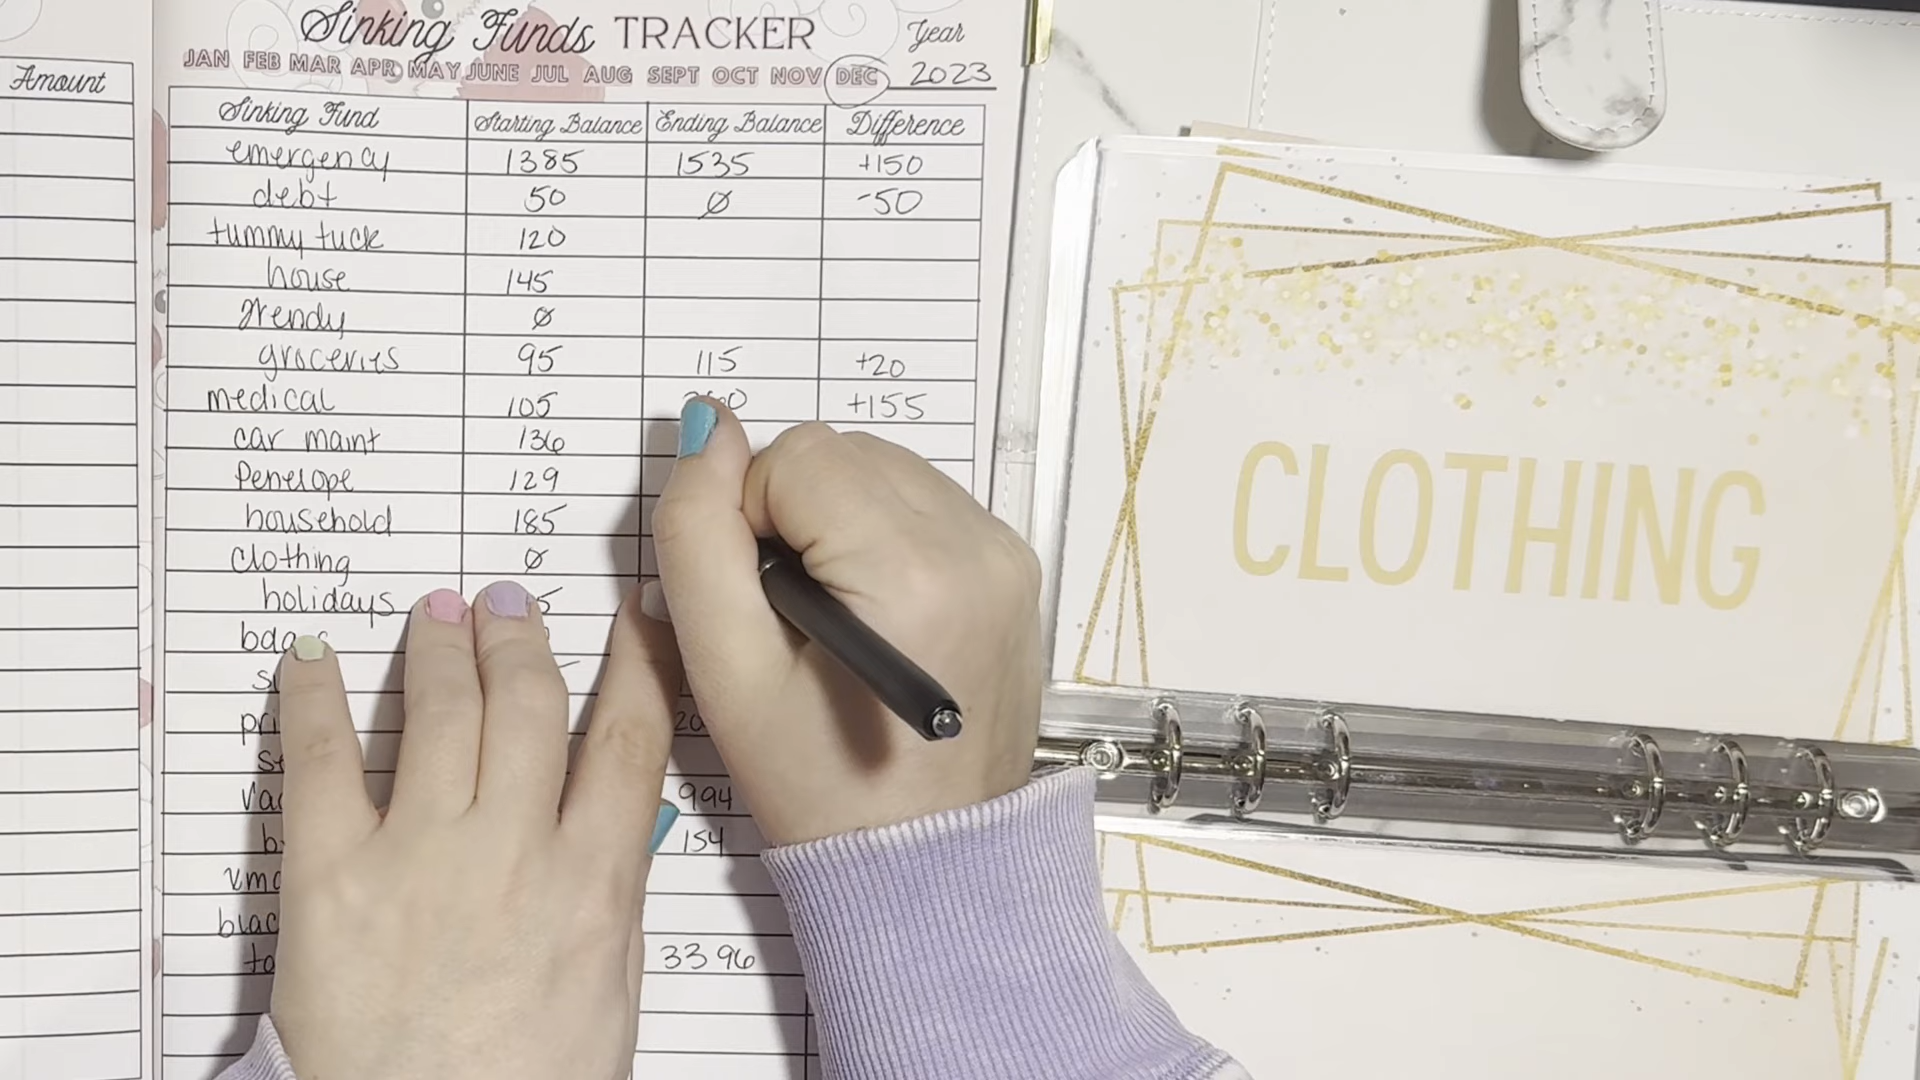 Sinking Funds TRACKER Year
JAN FEB MAR APR MAY JUNE JUL AUG SEPT OCT NOV DEC 2023
Amount
Sinking Fund Starting Balance Ending Balance Difference
emergency 1385 1535 +150
debt 50 Ø -50
tummy tuck 120
house 145
trendy Ø
groceries 95 115 +20
medical 105 +155
car maint 136
Penelope 129
household 185
clothing Ø
holidays
994
154
3396
CLOTHING